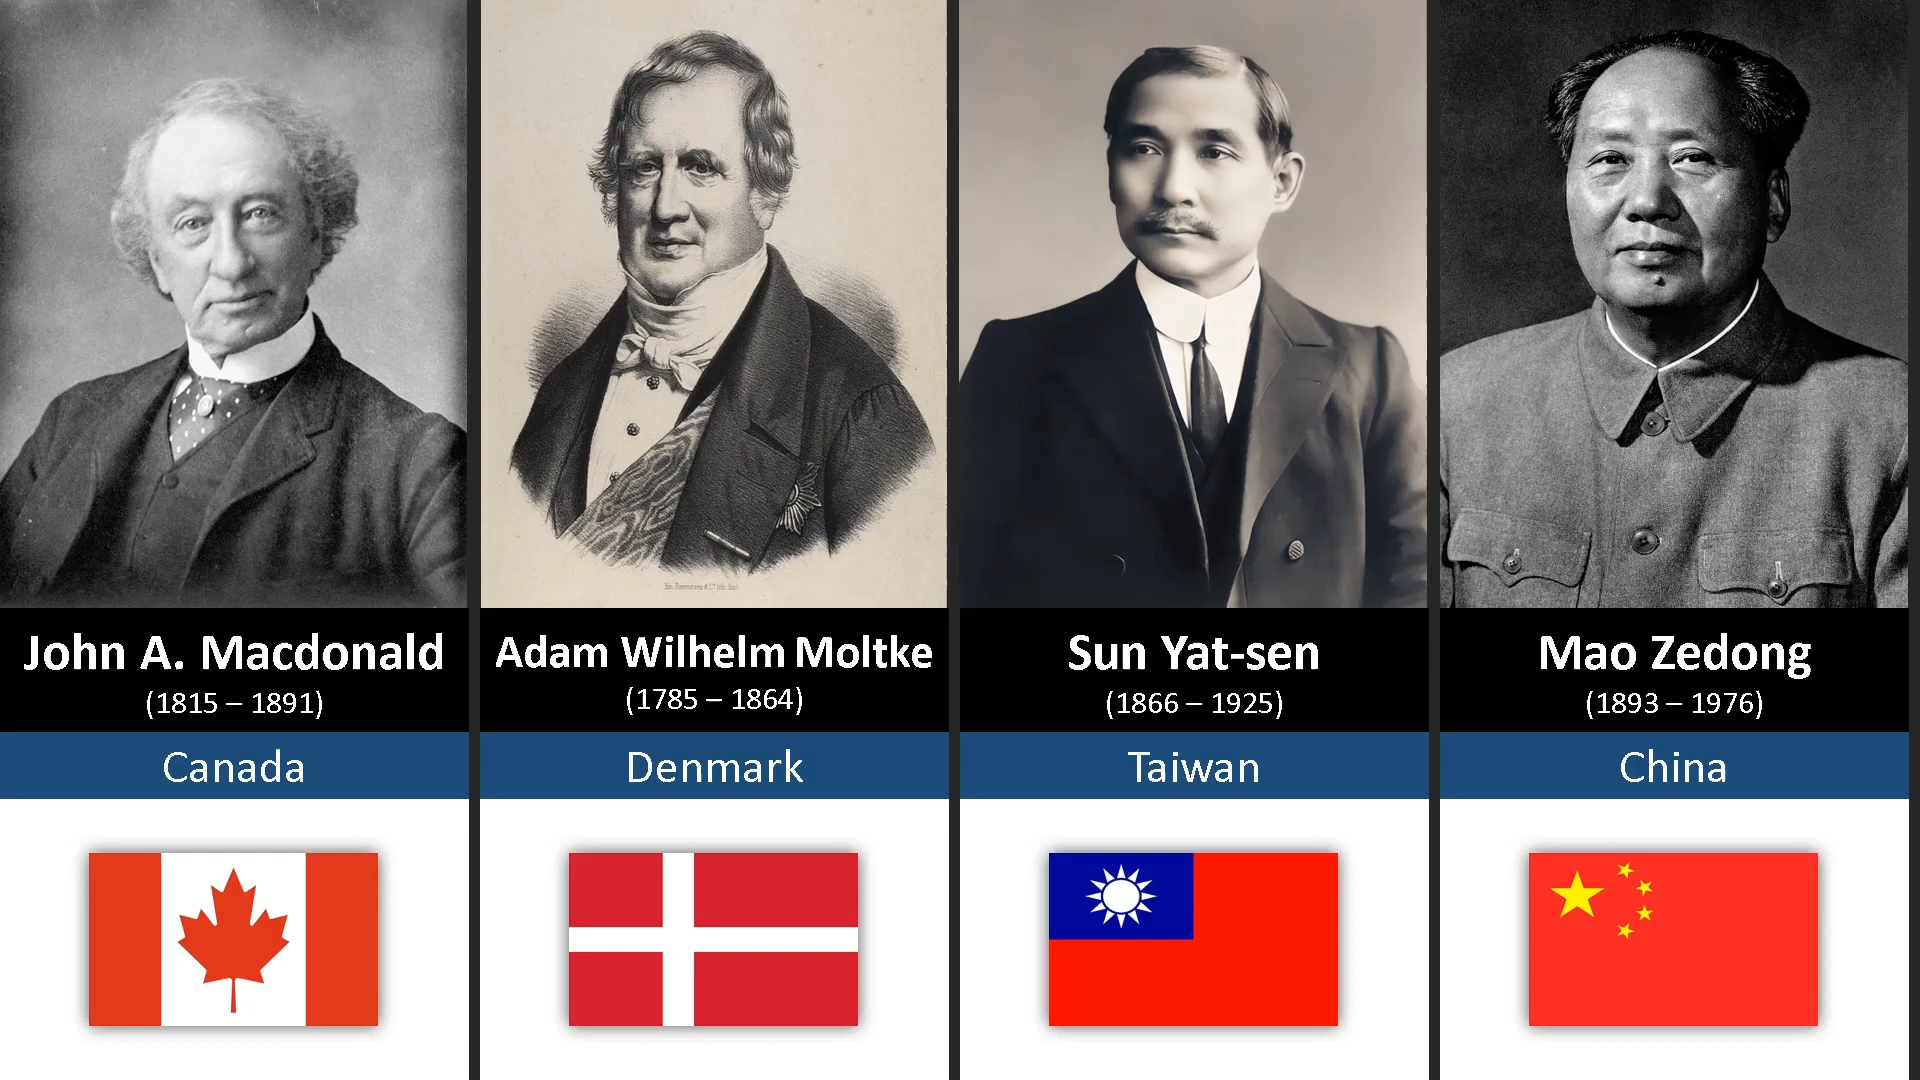 John A. Macdonald
(1815 – 1891)
Canada
Adam Wilhelm Moltke
(1785 – 1864)
Denmark
Sun Yat-sen
(1866 – 1925)
Taiwan
Mao Zedong
(1893 – 1976)
China